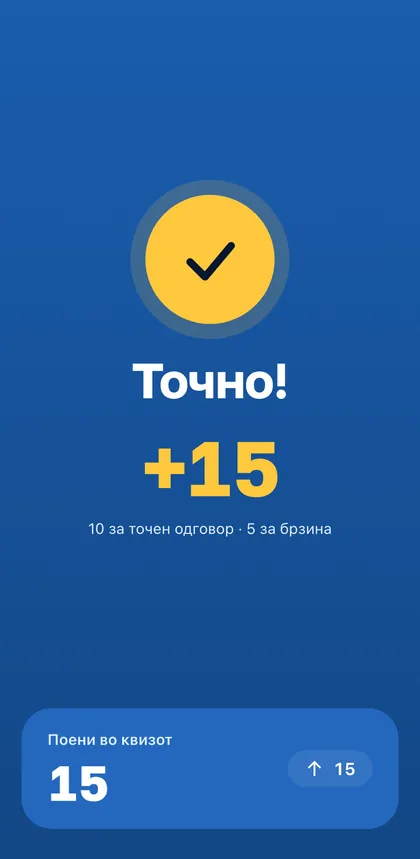 Точно!
+15
10 за точен одговор · 5 за брзина
Поени во квизот
15
↑ 15